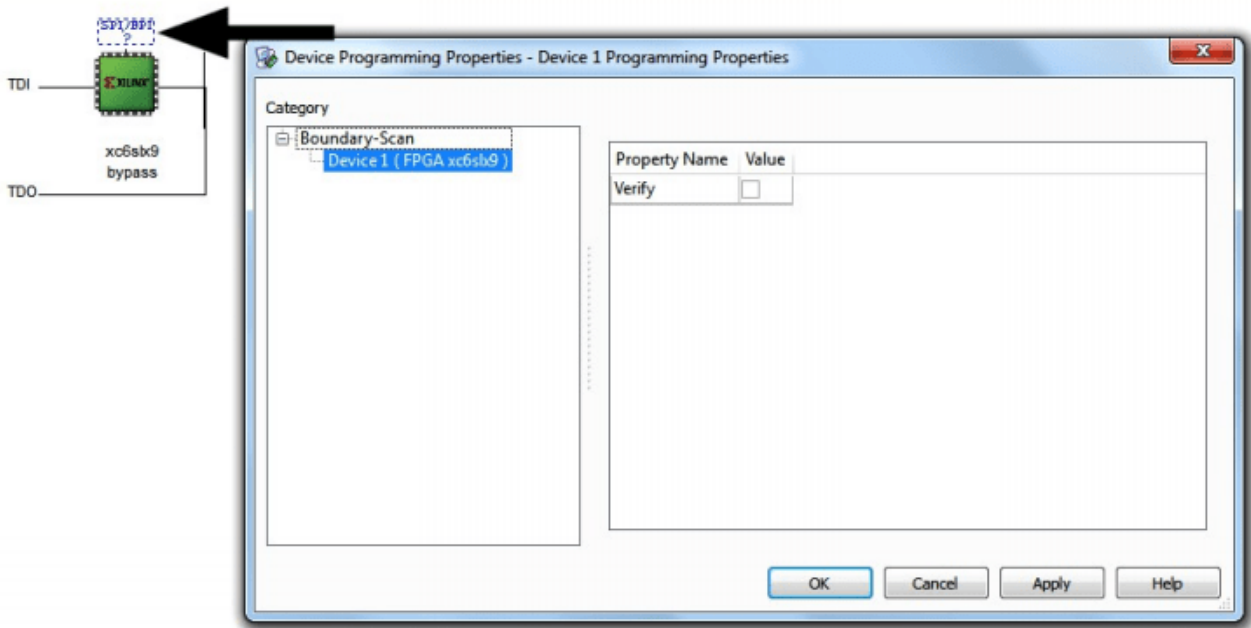 SPI/BPI
?
TDI
XILINX
xc6slx9
bypass
TDO
Device Programming Properties - Device 1 Programming Properties
Category
Boundary-Scan
Device 1 ( FPGA xc6slx9 )
Property Name Value
Verify
OK Cancel Apply Help